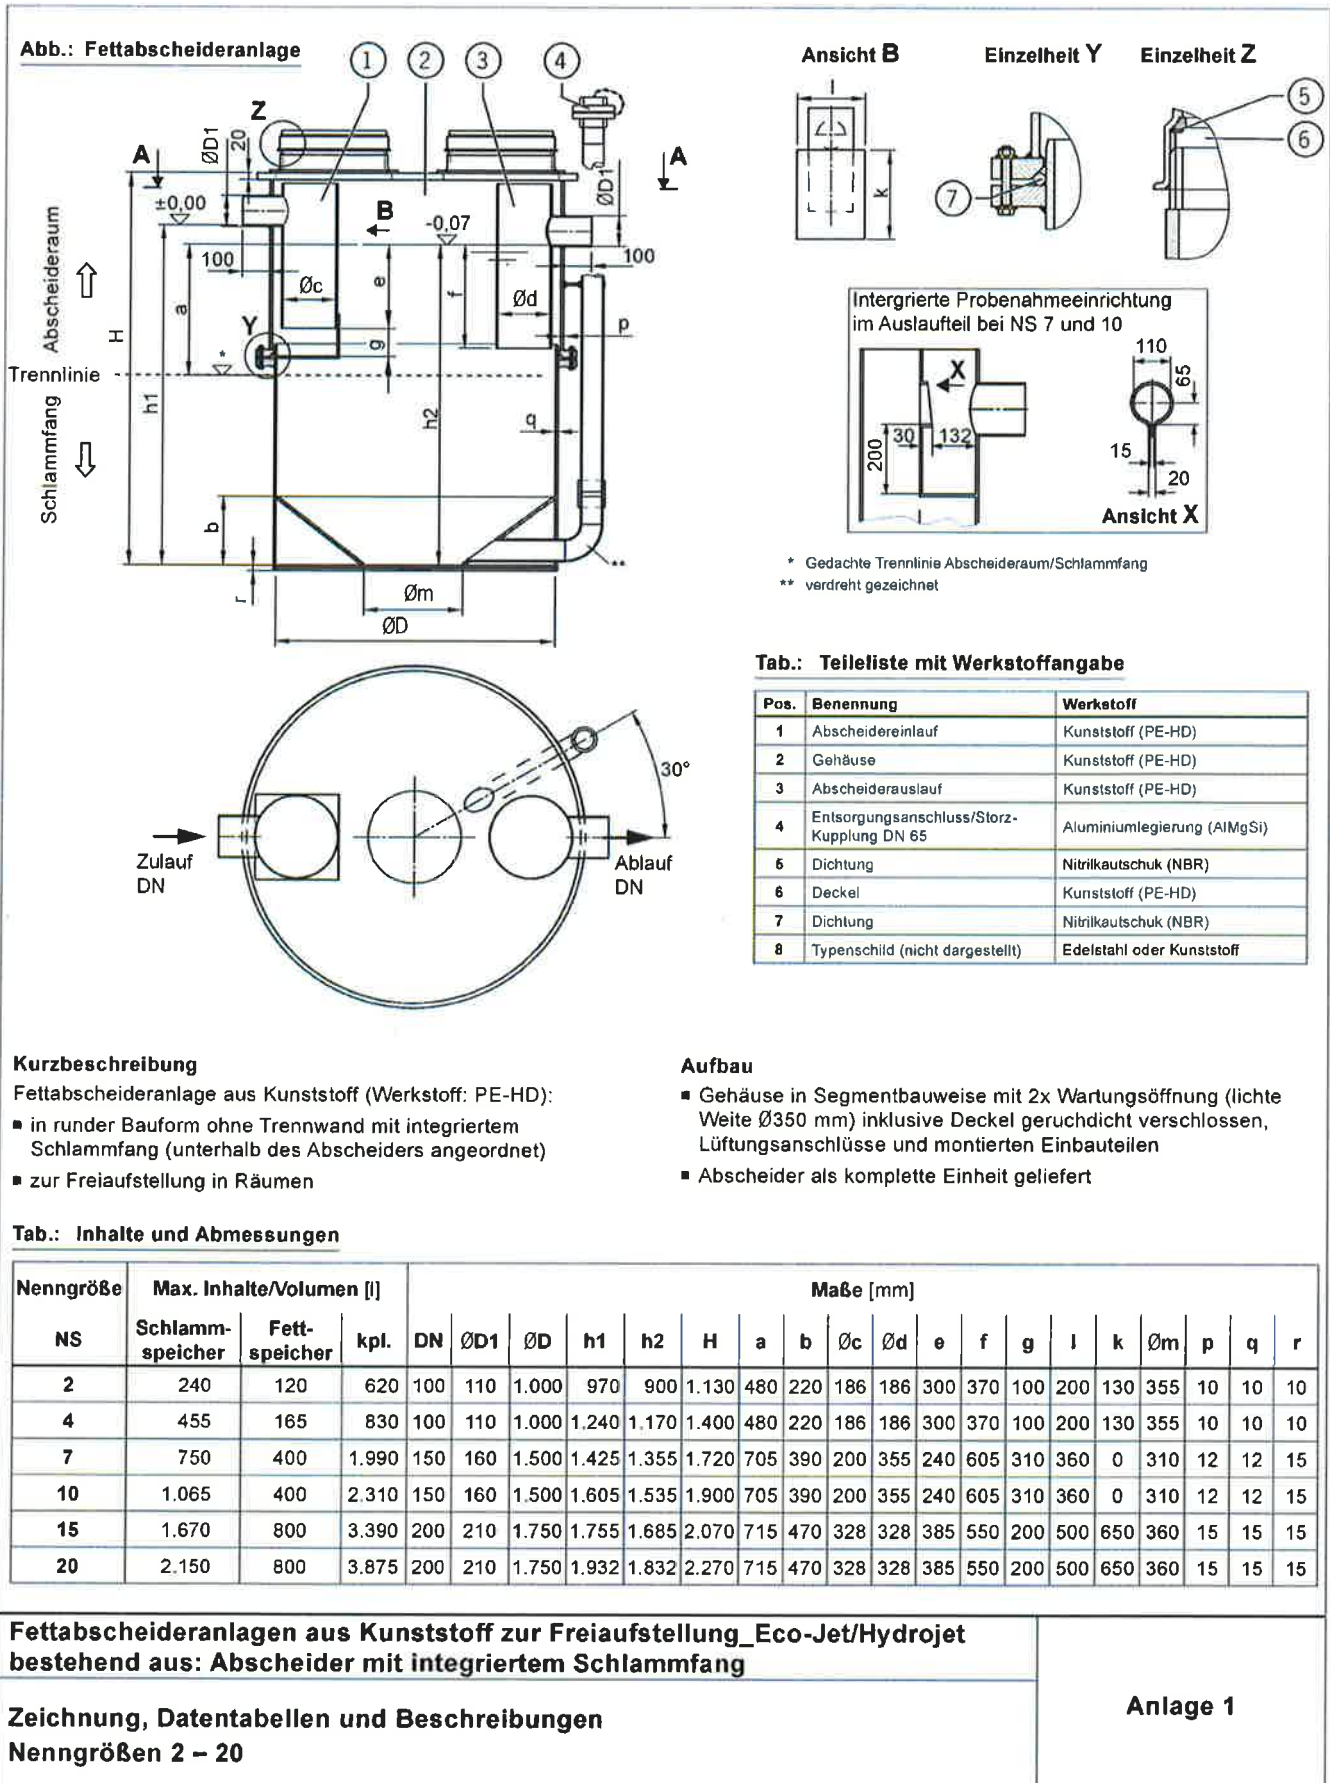 Abb.: Fettabscheideranlage
1
2
3
4
Z
ØD1
20
A
A
±0,00
B
-0,07
ØD1
100
100
Øc
Ød
a
e
f
g
p
Y
H
h1
h2
q
b
r
Øm
ØD
*
**
Abscheideraum
Trennlinie
Schlammfang
Ansicht B
l
k
Einzelheit Y
7
Einzelheit Z
5
6
Intergrierte Probenahmeeinrichtung
im Auslaufteil bei NS 7 und 10
X
110
65
30
132
200
15
20
Ansicht X
* Gedachte Trennlinie Abscheideraum/Schlammfang
** verdreht gezeichnet
30°
Zulauf
DN
Ablauf
DN
Tab.: Teileliste mit Werkstoffangabe
Pos. Benennung Werkstoff
1 Abscheidereinlauf Kunststoff (PE-HD)
2 Gehäuse Kunststoff (PE-HD)
3 Abscheiderauslauf Kunststoff (PE-HD)
4 Entsorgungsanschluss/Storz-
Kupplung DN 65 Aluminiumlegierung (AlMgSi)
5 Dichtung Nitrilkautschuk (NBR)
6 Deckel Kunststoff (PE-HD)
7 Dichtung Nitrilkautschuk (NBR)
8 Typenschild (nicht dargestellt) Edelstahl oder Kunststoff
Kurzbeschreibung
Fettabscheideranlage aus Kunststoff (Werkstoff: PE-HD):
▪ in runder Bauform ohne Trennwand mit integriertem
Schlammfang (unterhalb des Abscheiders angeordnet)
▪ zur Freiaufstellung in Räumen
Aufbau
▪ Gehäuse in Segmentbauweise mit 2x Wartungsöffnung (lichte
Weite Ø350 mm) inklusive Deckel geruchdicht verschlossen,
Lüftungsanschlüsse und montierten Einbauteilen
▪ Abscheider als komplette Einheit geliefert
Tab.: Inhalte und Abmessungen
Nenngröße Max. Inhalte/Volumen [l] Maße [mm]
NS Schlamm-
speicher Fett-
speicher kpl. DN ØD1 ØD h1 h2 H a b Øc Ød e f g l k Øm p q r
2 240 120 620 100 110 1.000 970 900 1.130 480 220 186 186 300 370 100 200 130 355 10 10 10
4 455 165 830 100 110 1.000 1.240 1.170 1.400 480 220 186 186 300 370 100 200 130 355 10 10 10
7 750 400 1.990 150 160 1.500 1.425 1.355 1.720 705 390 200 355 240 605 310 360 0 310 12 12 15
10 1.065 400 2.310 150 160 1.500 1.605 1.535 1.900 705 390 200 355 240 605 310 360 0 310 12 12 15
15 1.670 800 3.390 200 210 1.750 1.755 1.685 2.070 715 470 328 328 385 550 200 500 650 360 15 15 15
20 2.150 800 3.875 200 210 1.750 1.932 1.832 2.270 715 470 328 328 385 550 200 500 650 360 15 15 15
Fettabscheideranlagen aus Kunststoff zur Freiaufstellung_Eco-Jet/Hydrojet
bestehend aus: Abscheider mit integriertem Schlammfang
Zeichnung, Datentabellen und Beschreibungen
Nenngrößen 2 – 20
Anlage 1